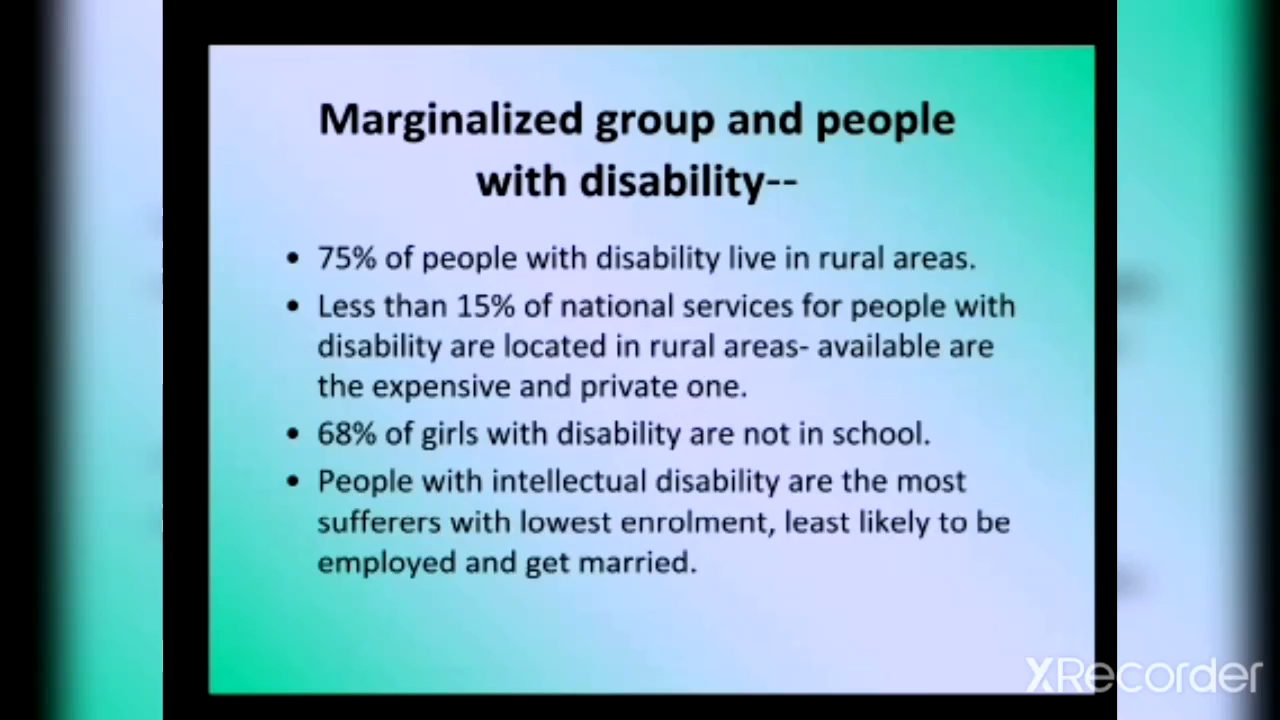 Marginalized group and people
with disability--
• 75% of people with disability live in rural areas.
• Less than 15% of national services for people with
disability are located in rural areas- available are
the expensive and private one.
• 68% of girls with disability are not in school.
• People with intellectual disability are the most
sufferers with lowest enrolment, least likely to be
employed and get married.
XRecorder